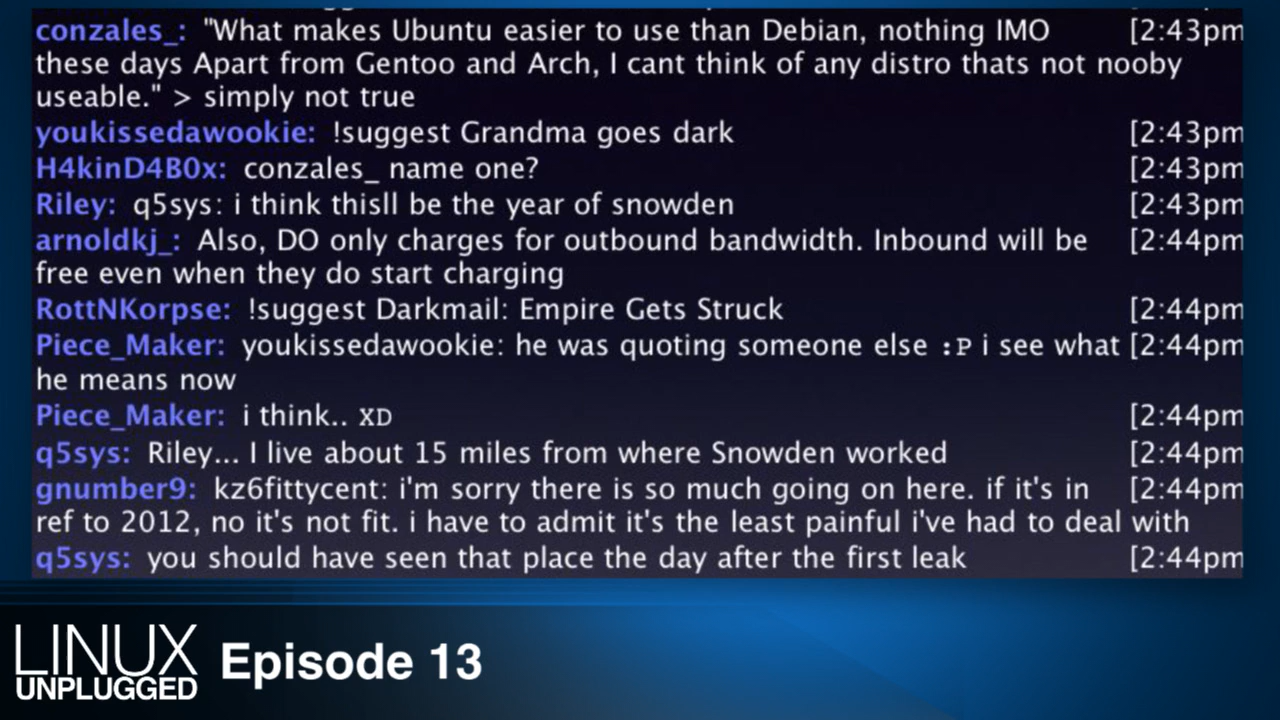 conzales_: "What makes Ubuntu easier to use than Debian, nothing IMO [2:43pm
these days Apart from Gentoo and Arch, I cant think of any distro thats not nooby
useable." > simply not true
youkissedawookie: !suggest Grandma goes dark [2:43pm
H4kinD4B0x: conzales_ name one? [2:43pm
Riley: q5sys: i think thisll be the year of snowden [2:43pm
arnoldkj_: Also, DO only charges for outbound bandwidth. Inbound will be [2:44pm
free even when they do start charging
RottNKorpse: !suggest Darkmail: Empire Gets Struck [2:44pm
Piece_Maker: youkissedawookie: he was quoting someone else :P i see what [2:44pm
he means now
Piece_Maker: i think.. XD [2:44pm
q5sys: Riley... I live about 15 miles from where Snowden worked [2:44pm
gnumber9: kz6fittycent: i'm sorry there is so much going on here. if it's in [2:44pm
ref to 2012, no it's not fit. i have to admit it's the least painful i've had to deal with
q5sys: you should have seen that place the day after the first leak [2:44pm
LINUX
UNPLUGGED
Episode 13